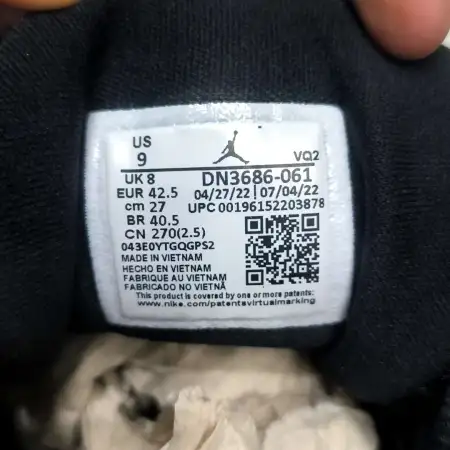 US
9
VQ2
UK 8
DN3686-061
EUR 42.5
04/27/22 | 07/04/22
cm 27
UPC 00196152203878
BR 40.5
CN 270(2.5)
043E0YTGQGPS2
MADE IN VIETNAM
HECHO EN VIETNAM
FABRIQUE AU VIETNAM
FABRICADO NO VIETNÃ
This product is covered by one or more patents:
www.nike.com/patentsvirtualmarking